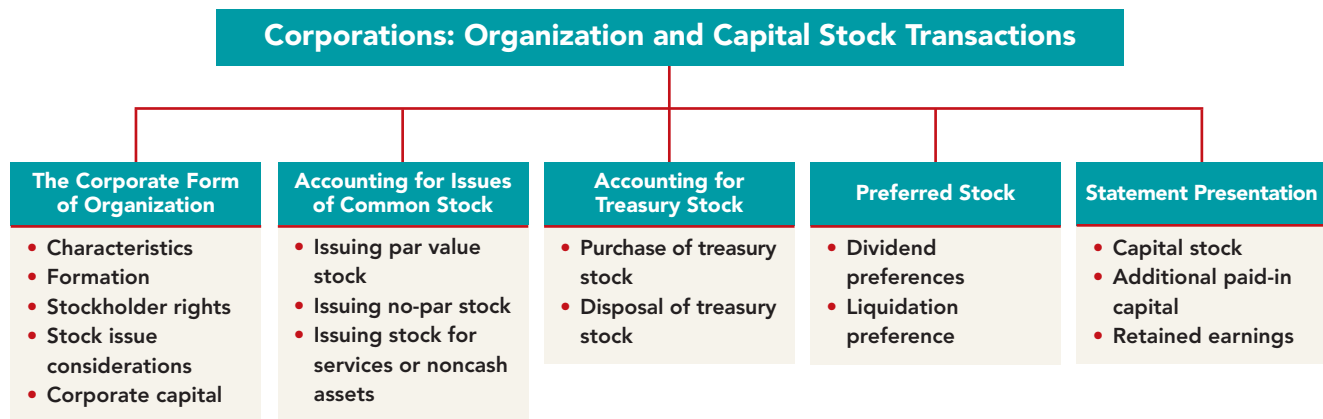 Corporations: Organization and Capital Stock Transactions
The Corporate Form
of Organization
• Characteristics
• Formation
• Stockholder rights
• Stock issue
considerations
• Corporate capital
Accounting for Issues
of Common Stock
• Issuing par value
stock
• Issuing no-par stock
• Issuing stock for
services or noncash
assets
Accounting for
Treasury Stock
• Purchase of treasury
stock
• Disposal of treasury
stock
Preferred Stock
• Dividend
preferences
• Liquidation
preference
Statement Presentation
• Capital stock
• Additional paid-in
capital
• Retained earnings